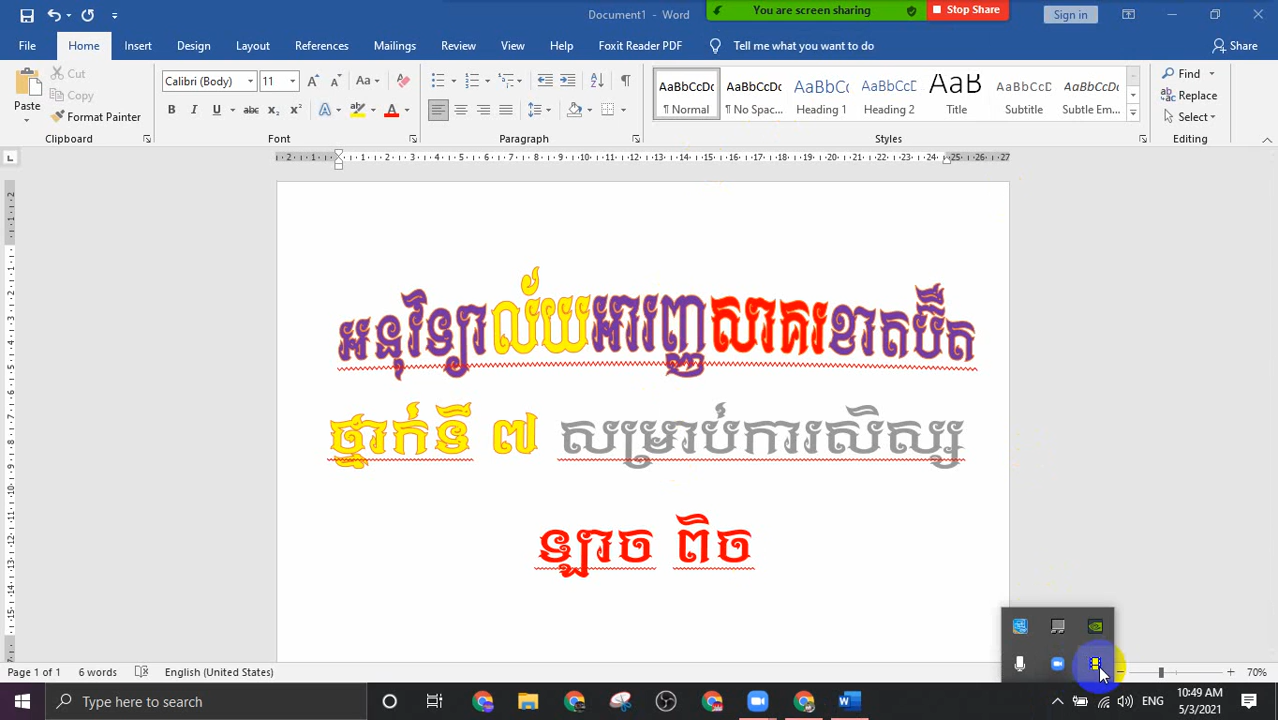 Document1 - Word
You are screen sharing
Stop Share
Sign in
File Home Insert Design Layout References Mailings Review View Help Foxit Reader PDF Tell me what you want to do Share
Paste
Cut
Copy
Format Painter
Clipboard
Calibri (Body) 11
Font
Paragraph
AaBbCcDc ¶ Normal
AaBbCcDc ¶ No Spac...
AaBbC( Heading 1
AaBbCcE Heading 2
AaB Title
AaBbCcD Subtitle
AaBbCcDt Subtle Em...
Styles
Find
Replace
Select
Editing
អនុវិទ្យាល័យអារញ្ញសាគរខាតប៊ឺត
ថ្នាក់ទី ៧ សម្រាប់ការសិស្ស
ឡាច ពិច
Page 1 of 1 6 words English (United States) 70%
Type here to search
ENG
10:49 AM
5/3/2021